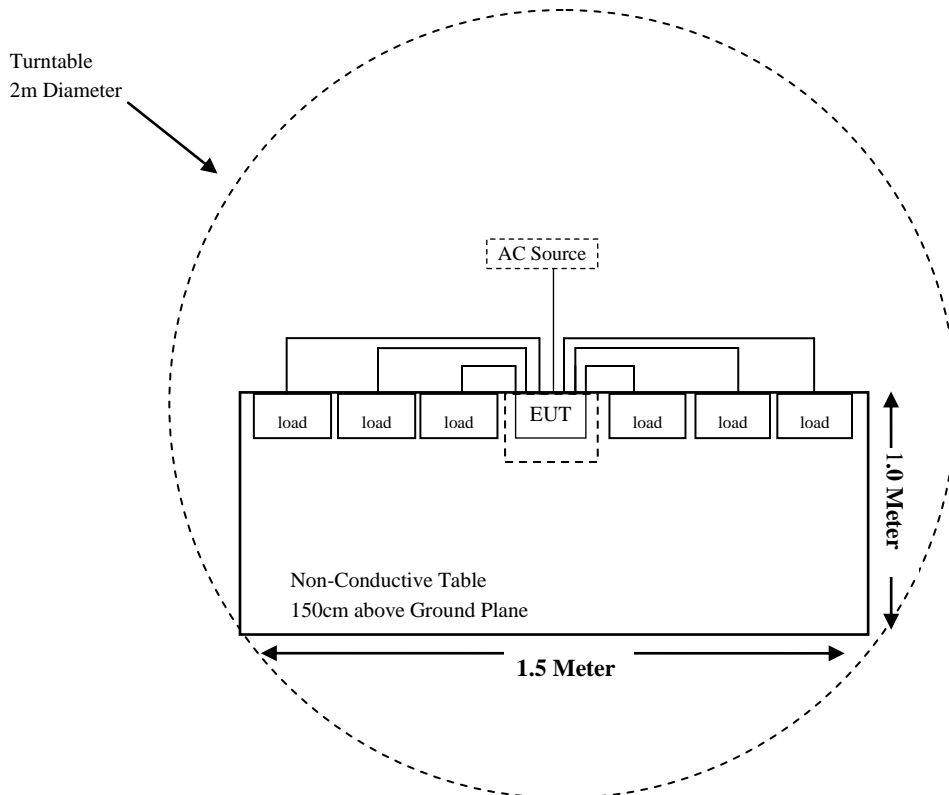 Turntable
2m Diameter
AC Source
load
load
load
EUT
load
load
load
1.0 Meter
Non-Conductive Table
150cm above Ground Plane
1.5 Meter